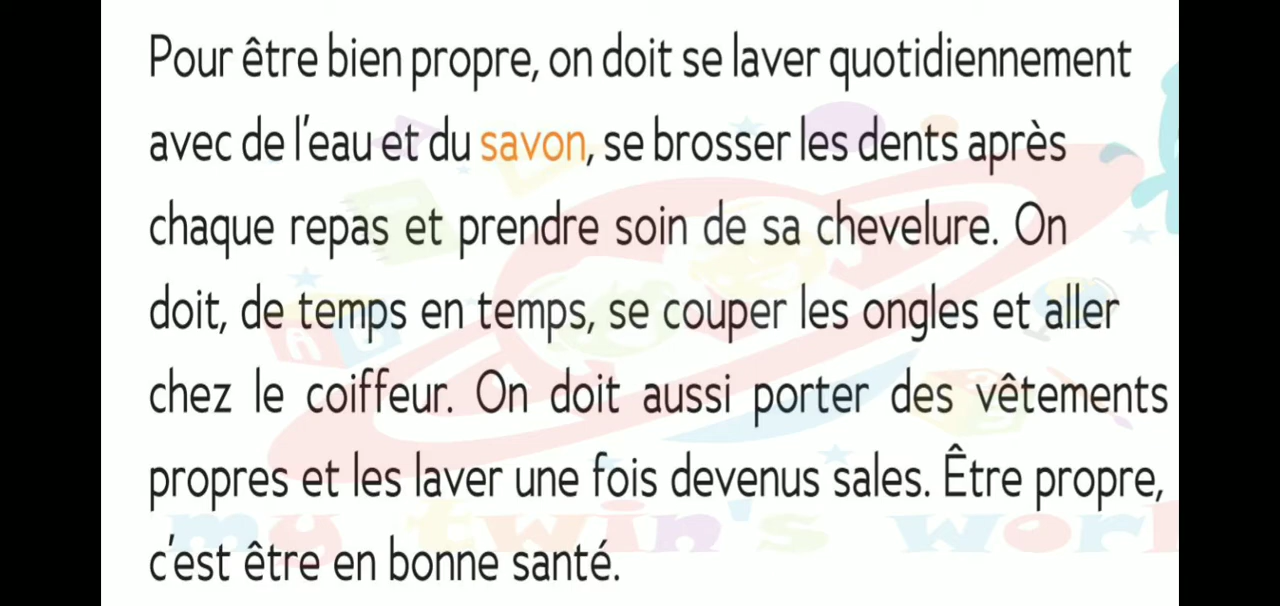 Pour être bien propre, on doit se laver quotidiennement
avec de l'eau et du savon, se brosser les dents après
chaque repas et prendre soin de sa chevelure. On
doit, de temps en temps, se couper les ongles et aller
chez le coiffeur. On doit aussi porter des vêtements
propres et les laver une fois devenus sales. Être propre,
my twin's worl
c'est être en bonne santé.